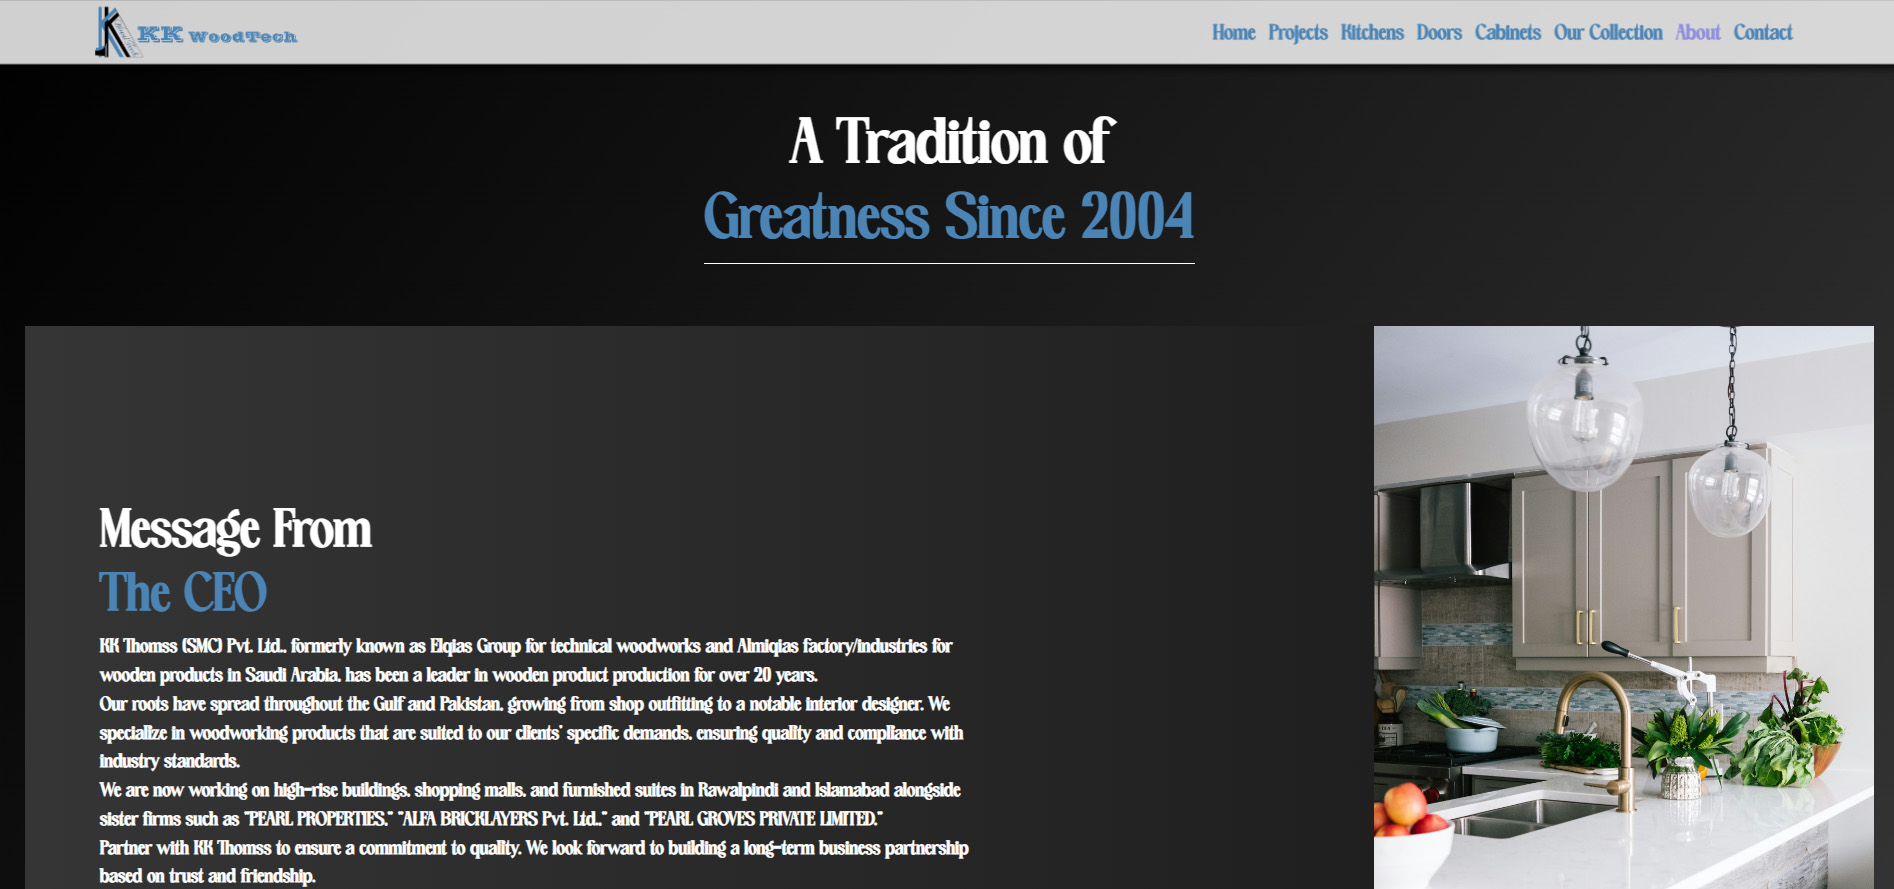 KK WoodTech
Home Projects Kitchens Doors Cabinets Our Collection About Contact
A Tradition of
Greatness Since 2004
Message From
The CEO
KK Thomss (SMC) Pvt. Ltd., formerly known as Elqias Group for technical woodworks and Almiqias factory/industries for
wooden products in Saudi Arabia, has been a leader in wooden product production for over 20 years.
Our roots have spread throughout the Gulf and Pakistan, growing from shop outfitting to a notable interior designer. We
specialize in woodworking products that are suited to our clients' specific demands, ensuring quality and compliance with
industry standards.
We are now working on high-rise buildings, shopping malls, and furnished suites in Rawalpindi and Islamabad alongside
sister firms such as "PEARL PROPERTIES," "ALFA BRICKLAYERS Pvt. Ltd.," and "PEARL GROVES PRIVATE LIMITED."
Partner with KK Thomss to ensure a commitment to quality. We look forward to building a long-term business partnership
based on trust and friendship.